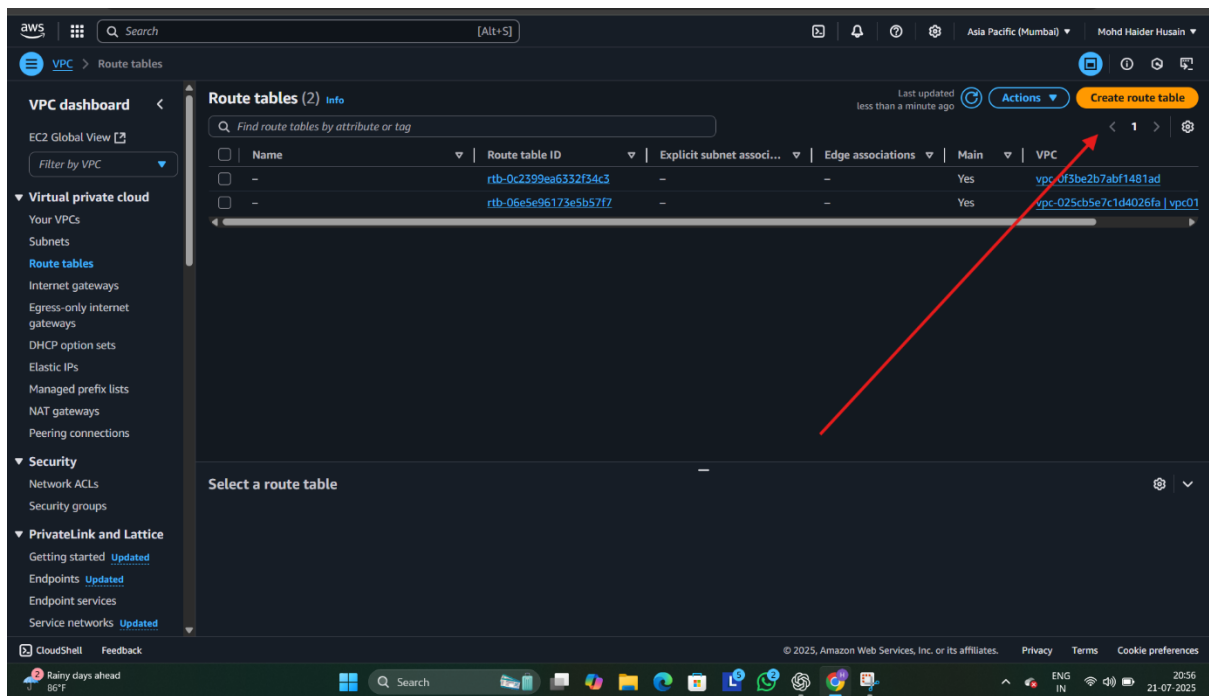 aws Search [Alt+S] Asia Pacific (Mumbai) Mohd Haider Husain
VPC > Route tables
VPC dashboard
EC2 Global View
Filter by VPC
Virtual private cloud
Your VPCs
Subnets
Route tables
Internet gateways
Egress-only internet
gateways
DHCP option sets
Elastic IPs
Managed prefix lists
NAT gateways
Peering connections
Security
Network ACLs
Security groups
PrivateLink and Lattice
Getting started Updated
Endpoints Updated
Endpoint services
Service networks Updated
Route tables (2) Info
Last updated
less than a minute ago
Actions
Create route table
Find route tables by attribute or tag
< 1 >
Name Route table ID Explicit subnet associ... Edge associations Main VPC
– rtb-0c2399ea6332f34c3 – – Yes vpc-0f3be2b7abf1481ad
– rtb-06e5e96173e5b57f7 – – Yes vpc-025cb5e7c1d4026fa | vpc01
Select a route table
CloudShell Feedback © 2025, Amazon Web Services, Inc. or its affiliates. Privacy Terms Cookie preferences
2 Rainy days ahead
86°F
Search
ENG
IN
20:56
21-07-2025